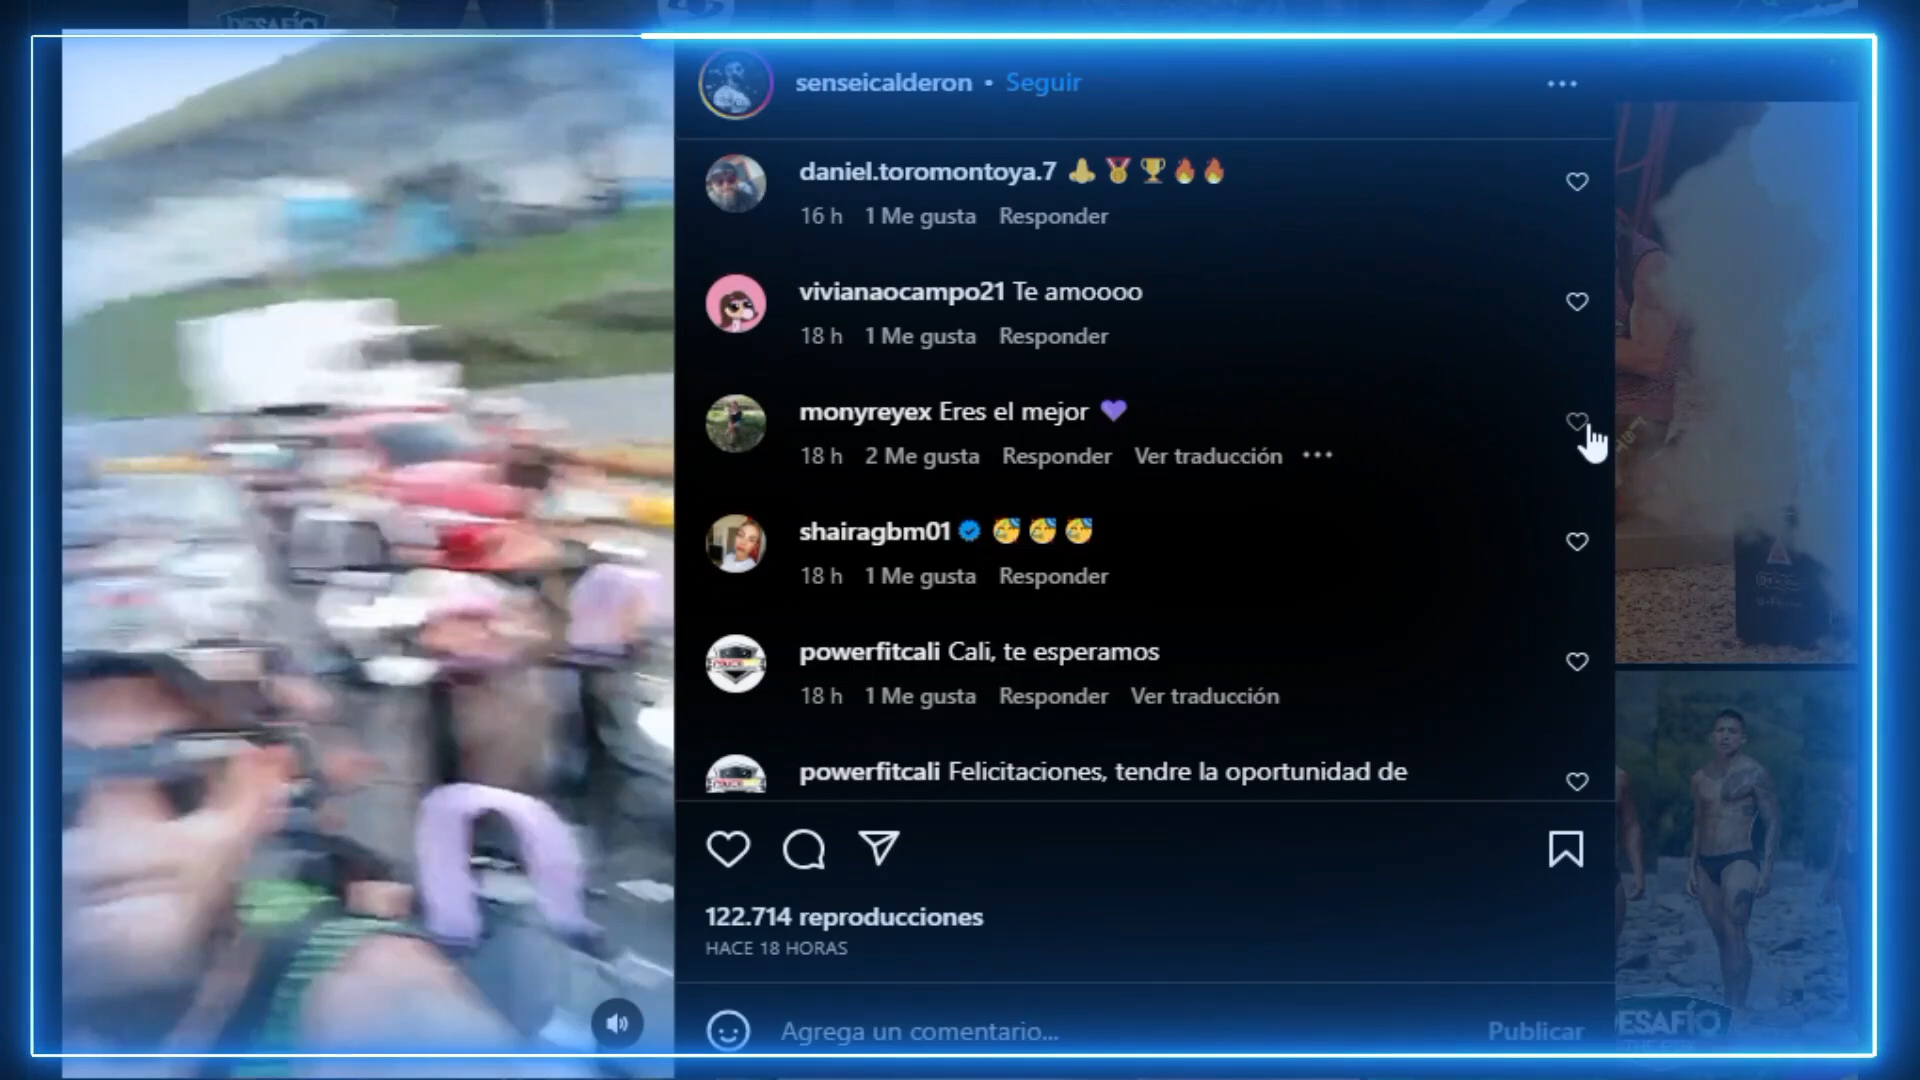 DESAFÍO
senseicalderon • Seguir
daniel.toromontoya.7 👃🏅🏆🔥🔥
16 h 1 Me gusta Responder
vivianaocampo21 Te amoooo
18 h 1 Me gusta Responder
monyreyex Eres el mejor 💜
18 h 2 Me gusta Responder Ver traducción •••
shairagbm01 🥳🥳🥳
18 h 1 Me gusta Responder
powerfitcali Cali, te esperamos
18 h 1 Me gusta Responder Ver traducción
powerfitcali Felicitaciones, tendre la oportunidad de
122.714 reproducciones
HACE 18 HORAS
Agrega un comentario...
Publicar
ESAFÍO